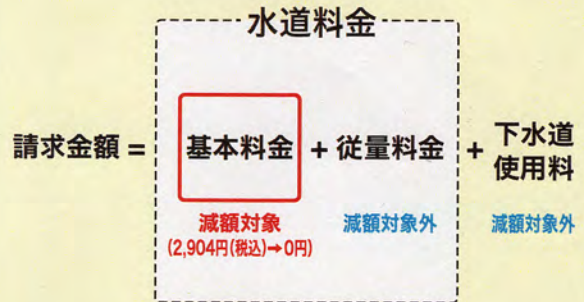 水道料金
請求金額 = 基本料金 + 従量料金 + 下水道使用料
減額対象
(2,904円(税込)→0円)
減額対象外
減額対象外